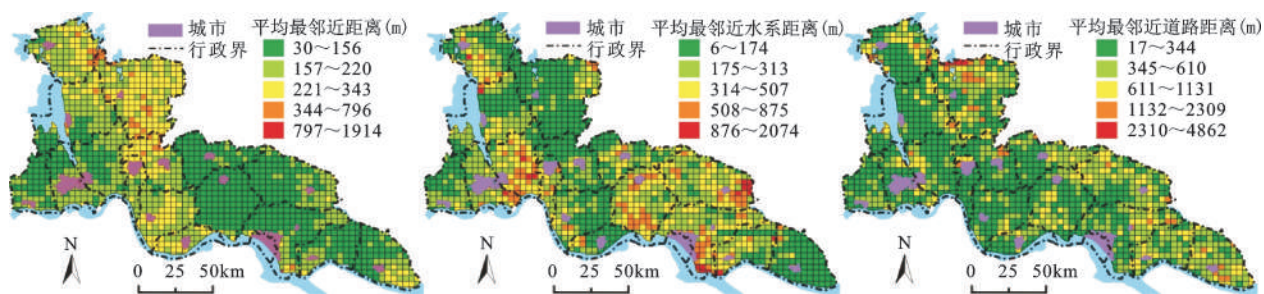 城市
行政界
平均最邻近距离(m)
30～156
157～220
221～343
344～796
797～1914
N
0 25 50km
城市
行政界
平均最邻近水系距离(m)
6～174
175～313
314～507
508～875
876～2074
N
0 25 50km
城市
行政界
平均最邻近道路距离(m)
17～344
345～610
611～1131
1132～2309
2310～4862
N
0 25 50km